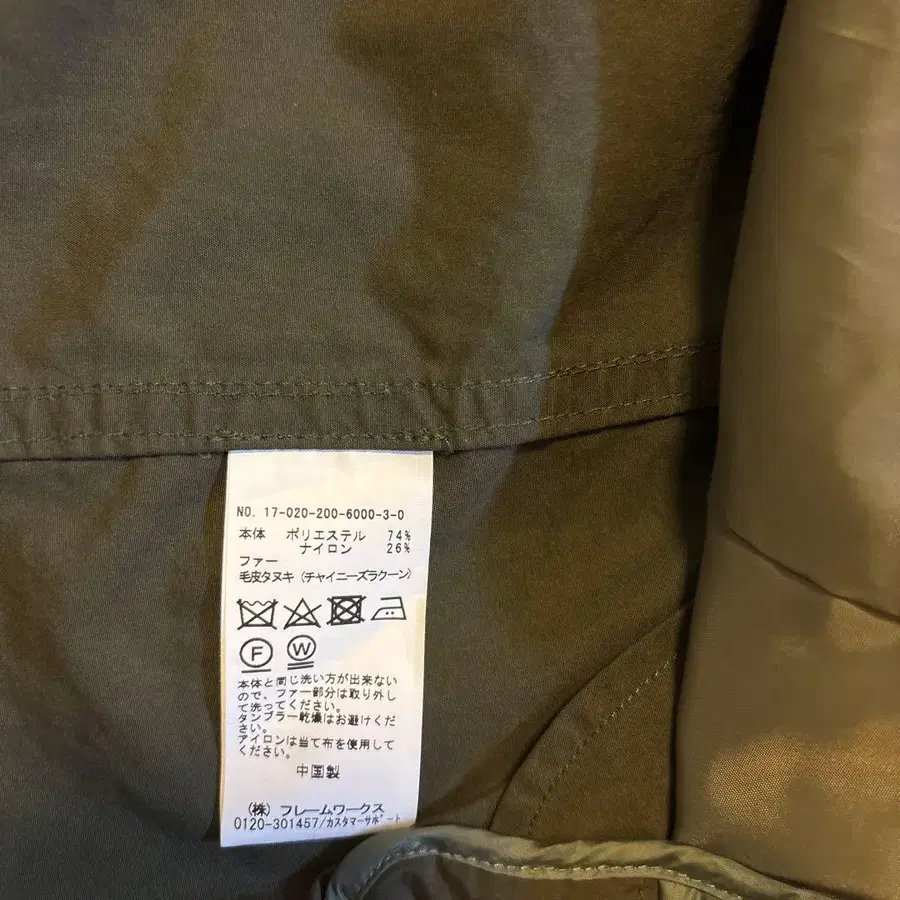 NO. 17-020-200-6000-3-0
本体 ポリエステル 74%
ナイロン 26%
ファー
毛皮タヌキ (チャイニーズラクーン)
F W
本体と同じ洗い方が出来ない
ので、ファー部分は取り外し
て洗ってください。
タンブラー乾燥はお避けくだ
さい。
アイロンは当て布を使用して
ください。
中国製
(株) フレームワークス
0120-301457/カスタマーサポート